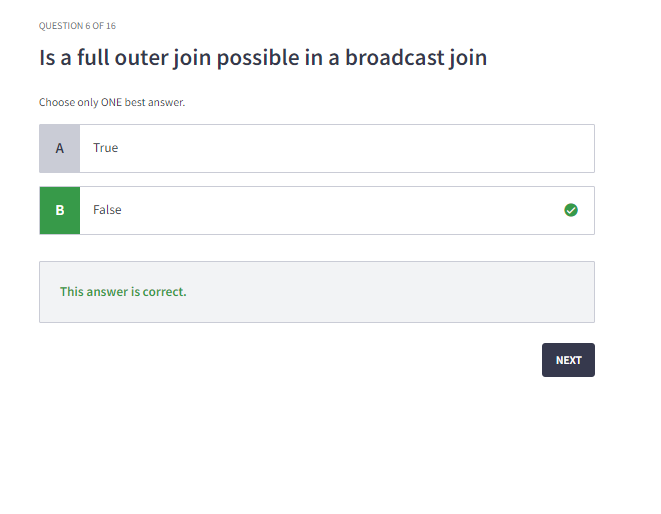 QUESTION 6 OF 16
Is a full outer join possible in a broadcast join
Choose only ONE best answer.
A True
B False
This answer is correct.
NEXT